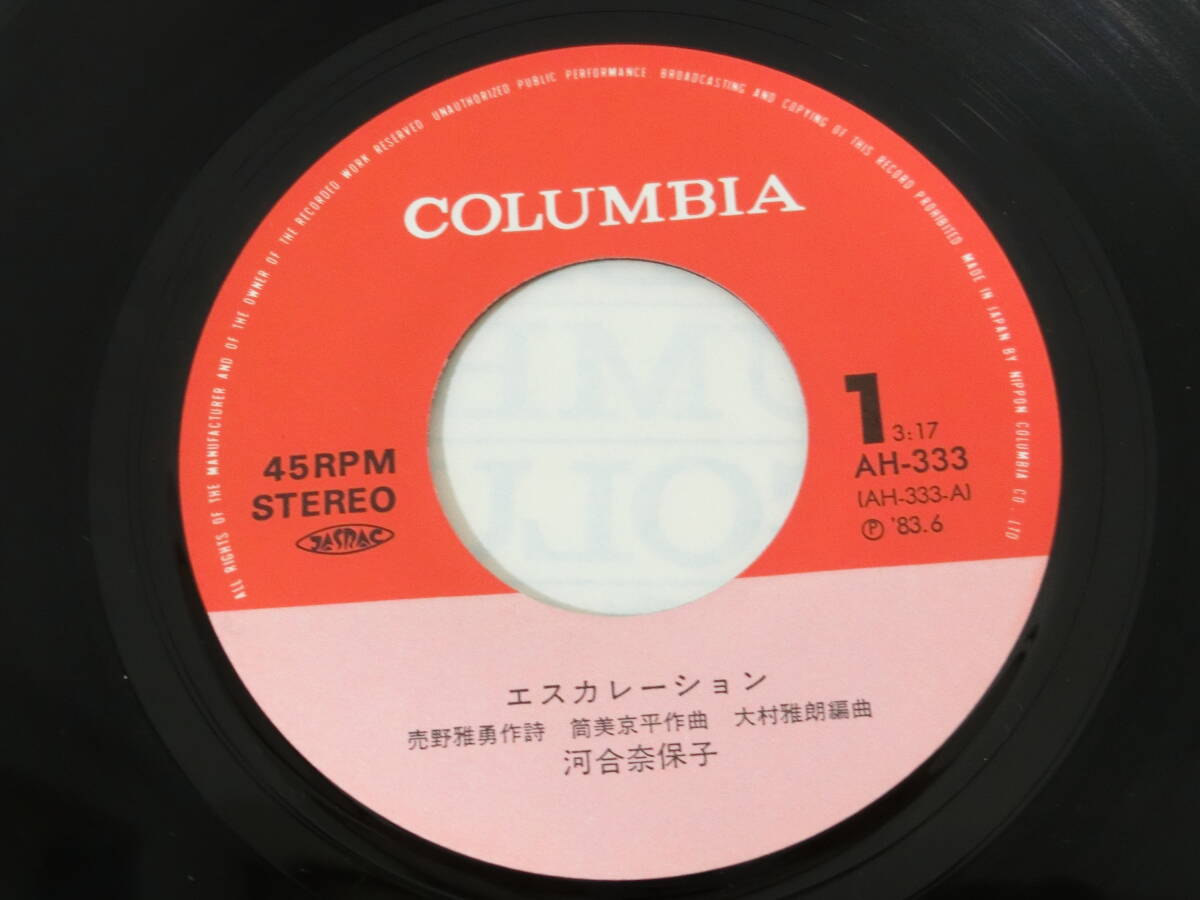 ALL RIGHTS OF THE MANUFACTURER AND OF THE OWNER OF THE RECORDED WORK RESERVED UNAUTHORIZED PUBLIC PERFORMANCE BROADCASTING AND COPYING OF THIS RECORD PROHIBITED MADE IN JAPAN BY NIPPON COLUMBIA CO., LTD
COLUMBIA
45RPM
STEREO
JASRAC
1 3:17
AH-333
(AH-333-A)
Ⓟ '83.6
エスカレーション
売野雅勇作詩 筒美京平作曲 大村雅朗編曲
河合奈保子